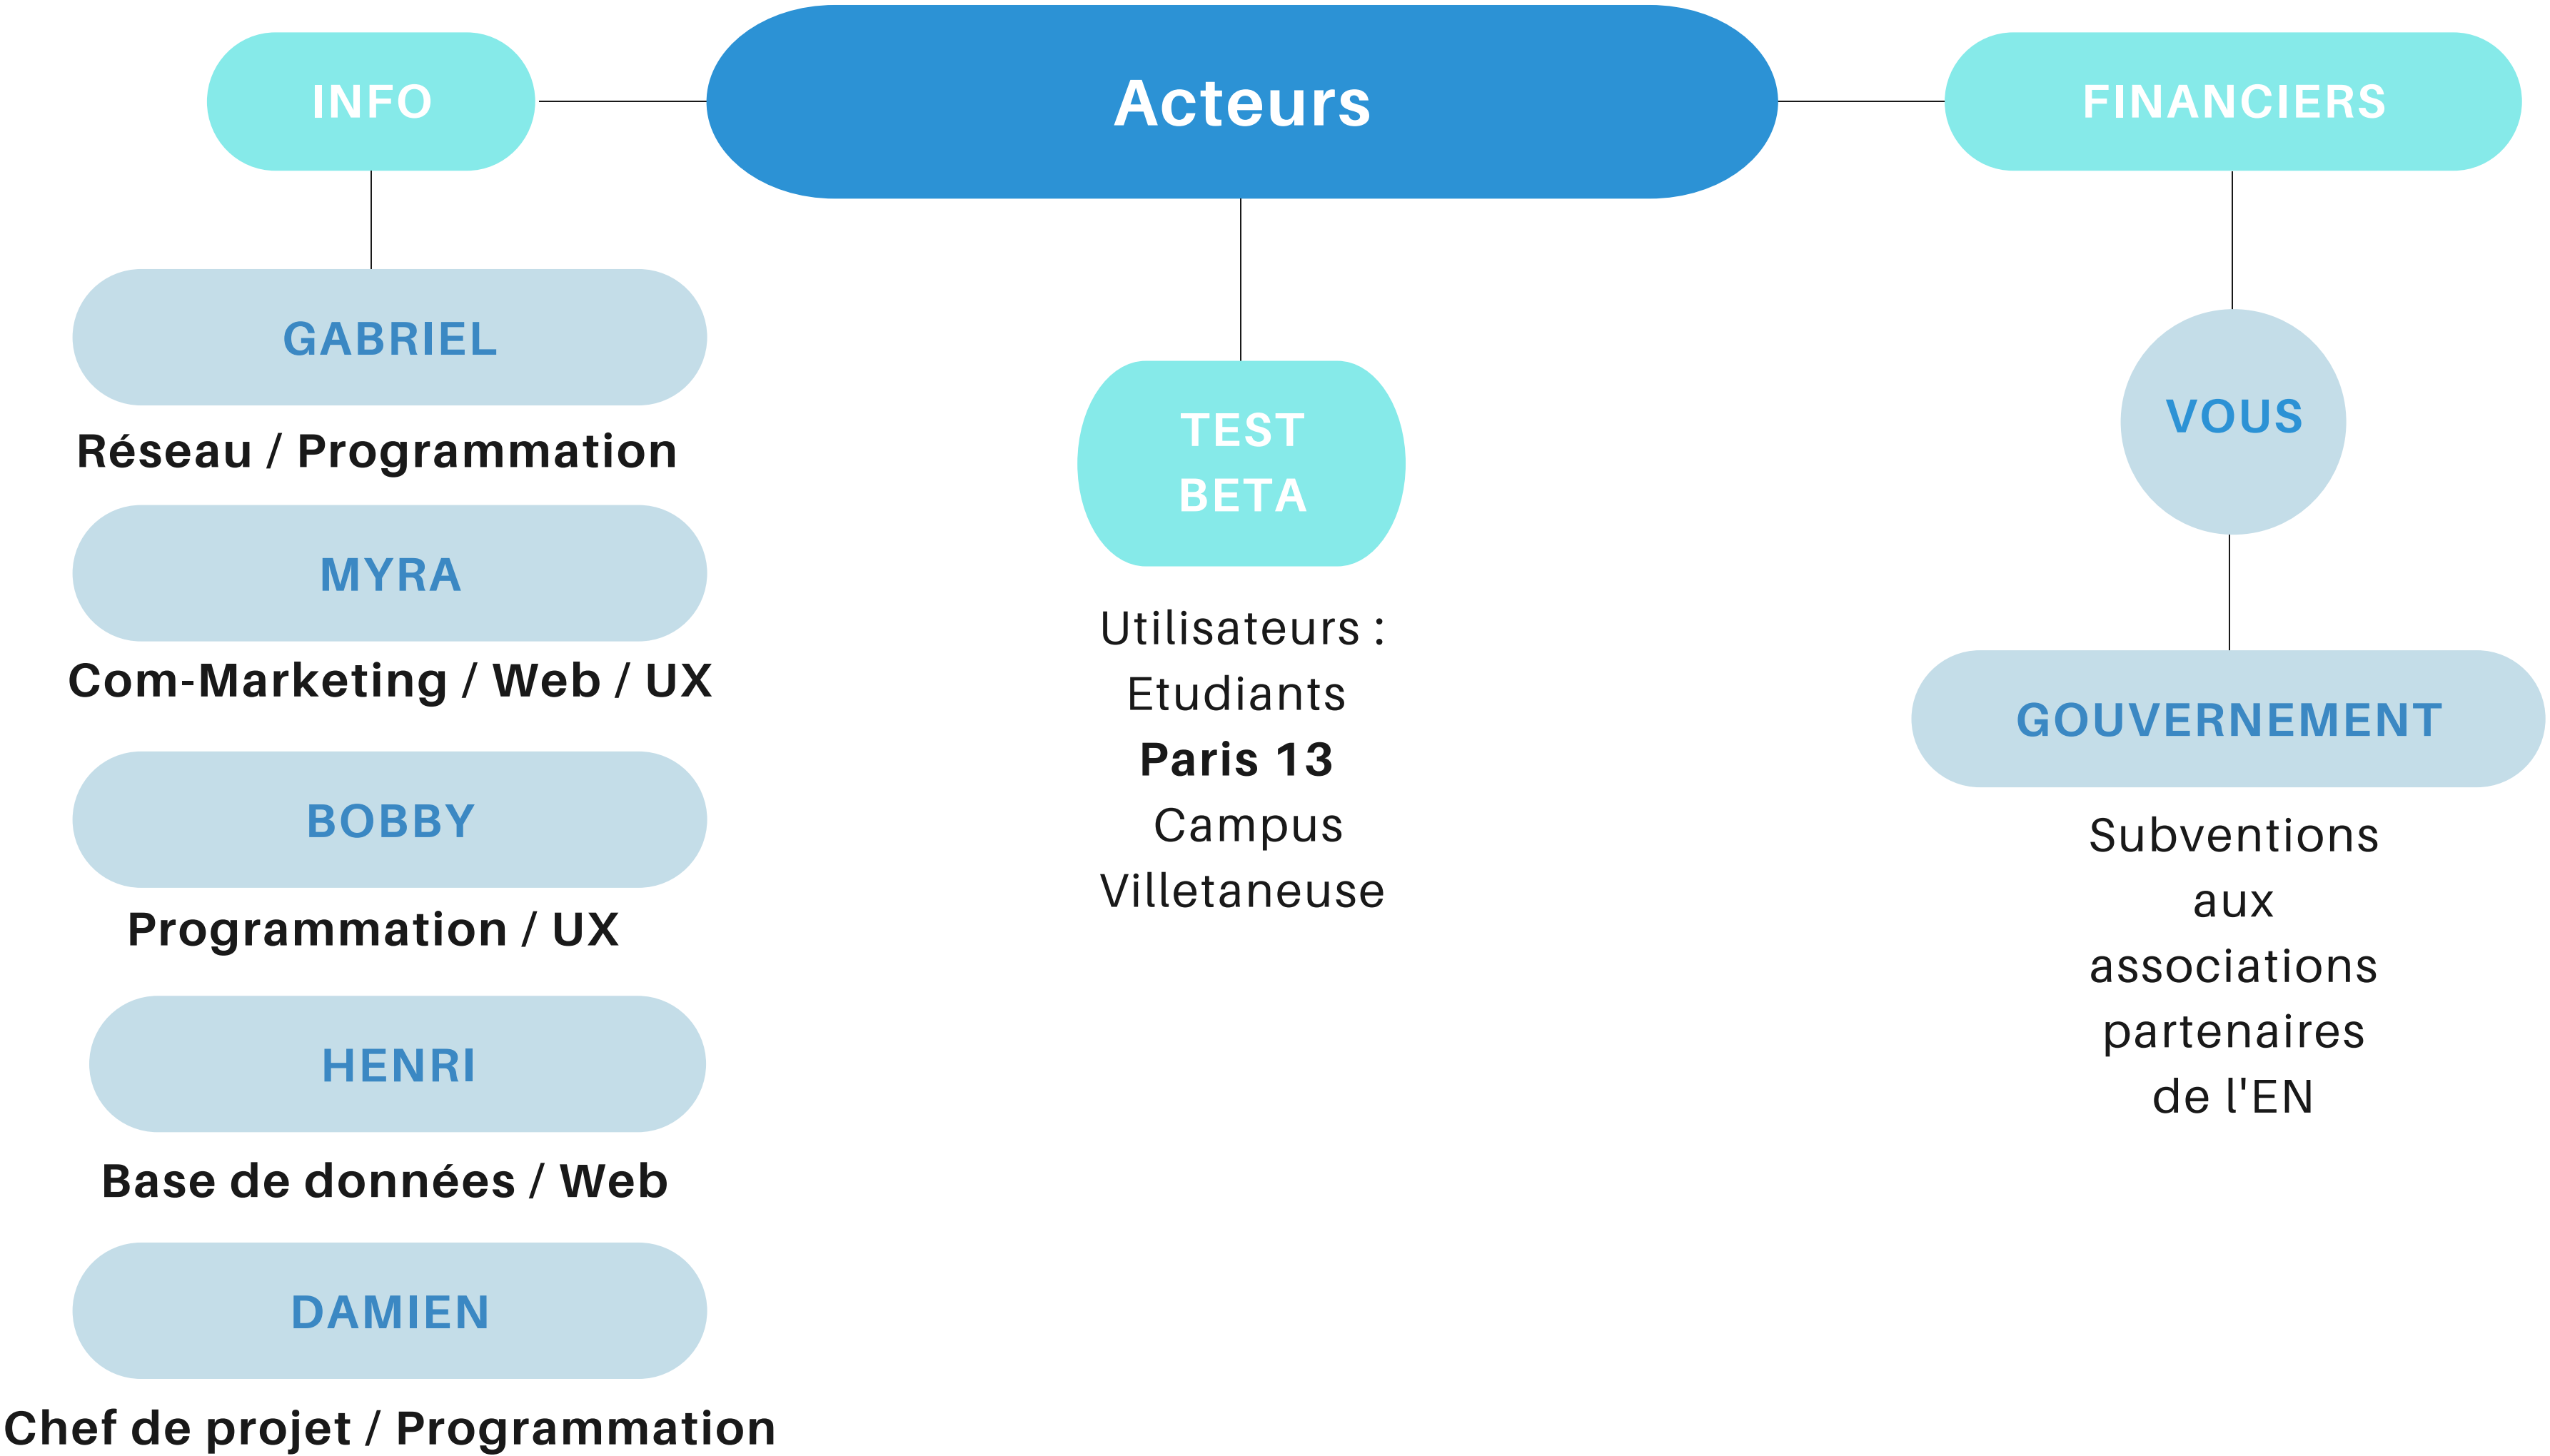 Acteurs
INFO
GABRIEL
Réseau / Programmation
MYRA
Com-Marketing / Web / UX
BOBBY
Programmation / UX
HENRI
Base de données / Web
DAMIEN
Chef de projet / Programmation
TEST
BETA
Utilisateurs :
Etudiants
Paris 13
Campus
Villetaneuse
FINANCIERS
VOUS
GOUVERNEMENT
Subventions
aux
associations
partenaires
de l'EN